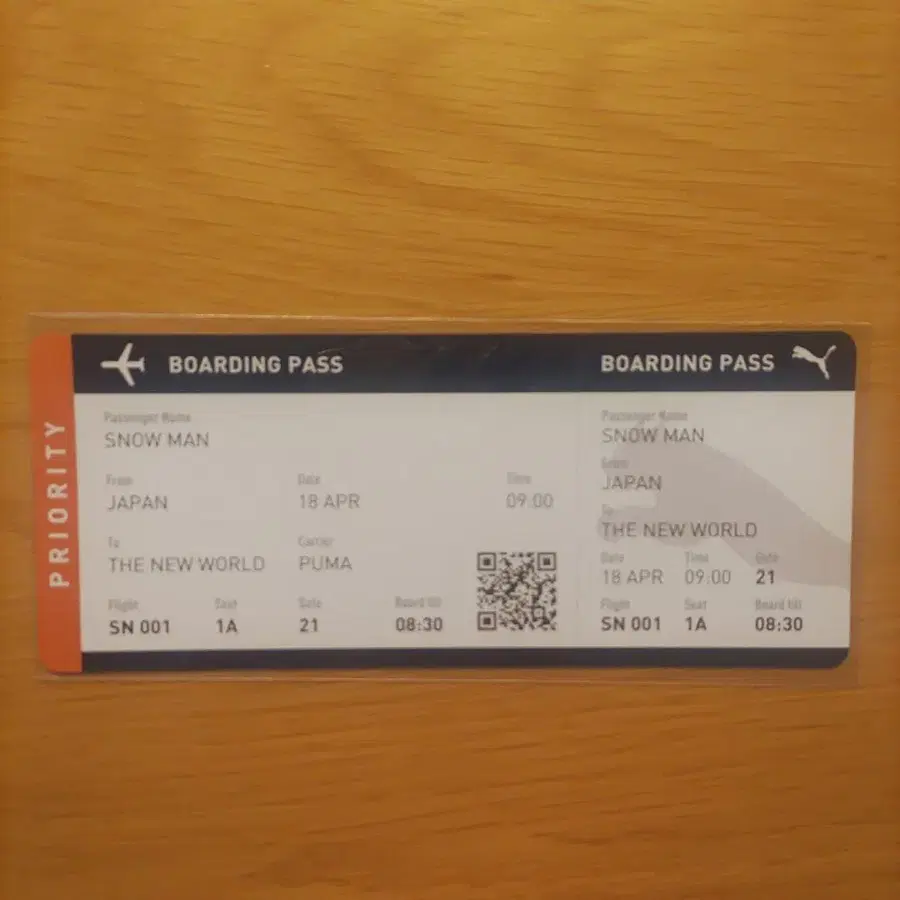 PRIORITY
BOARDING PASS
Passenger Name
SNOW MAN
From Date Time
JAPAN 18 APR 09:00
To Carrier
THE NEW WORLD PUMA
Flight Seat Gate Board till
SN 001 1A 21 08:30
BOARDING PASS
Passenger Name
SNOW MAN
From
JAPAN
To
THE NEW WORLD
Date Time Gate
18 APR 09:00 21
Flight Seat Board till
SN 001 1A 08:30